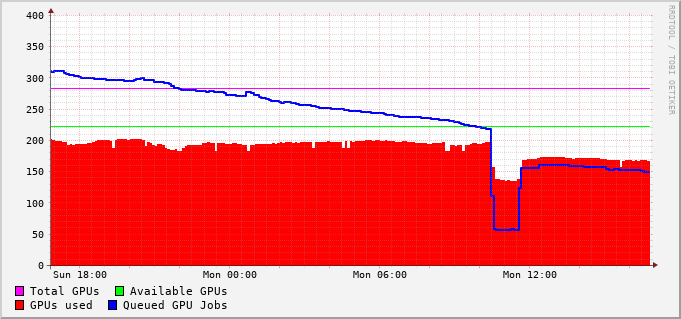 400
350
300
250
200
150
100
50
0
Sun 18:00 Mon 00:00 Mon 06:00 Mon 12:00
Total GPUs Available GPUs
GPUs used Queued GPU Jobs
RRDTOOL / TOBI OETIKER